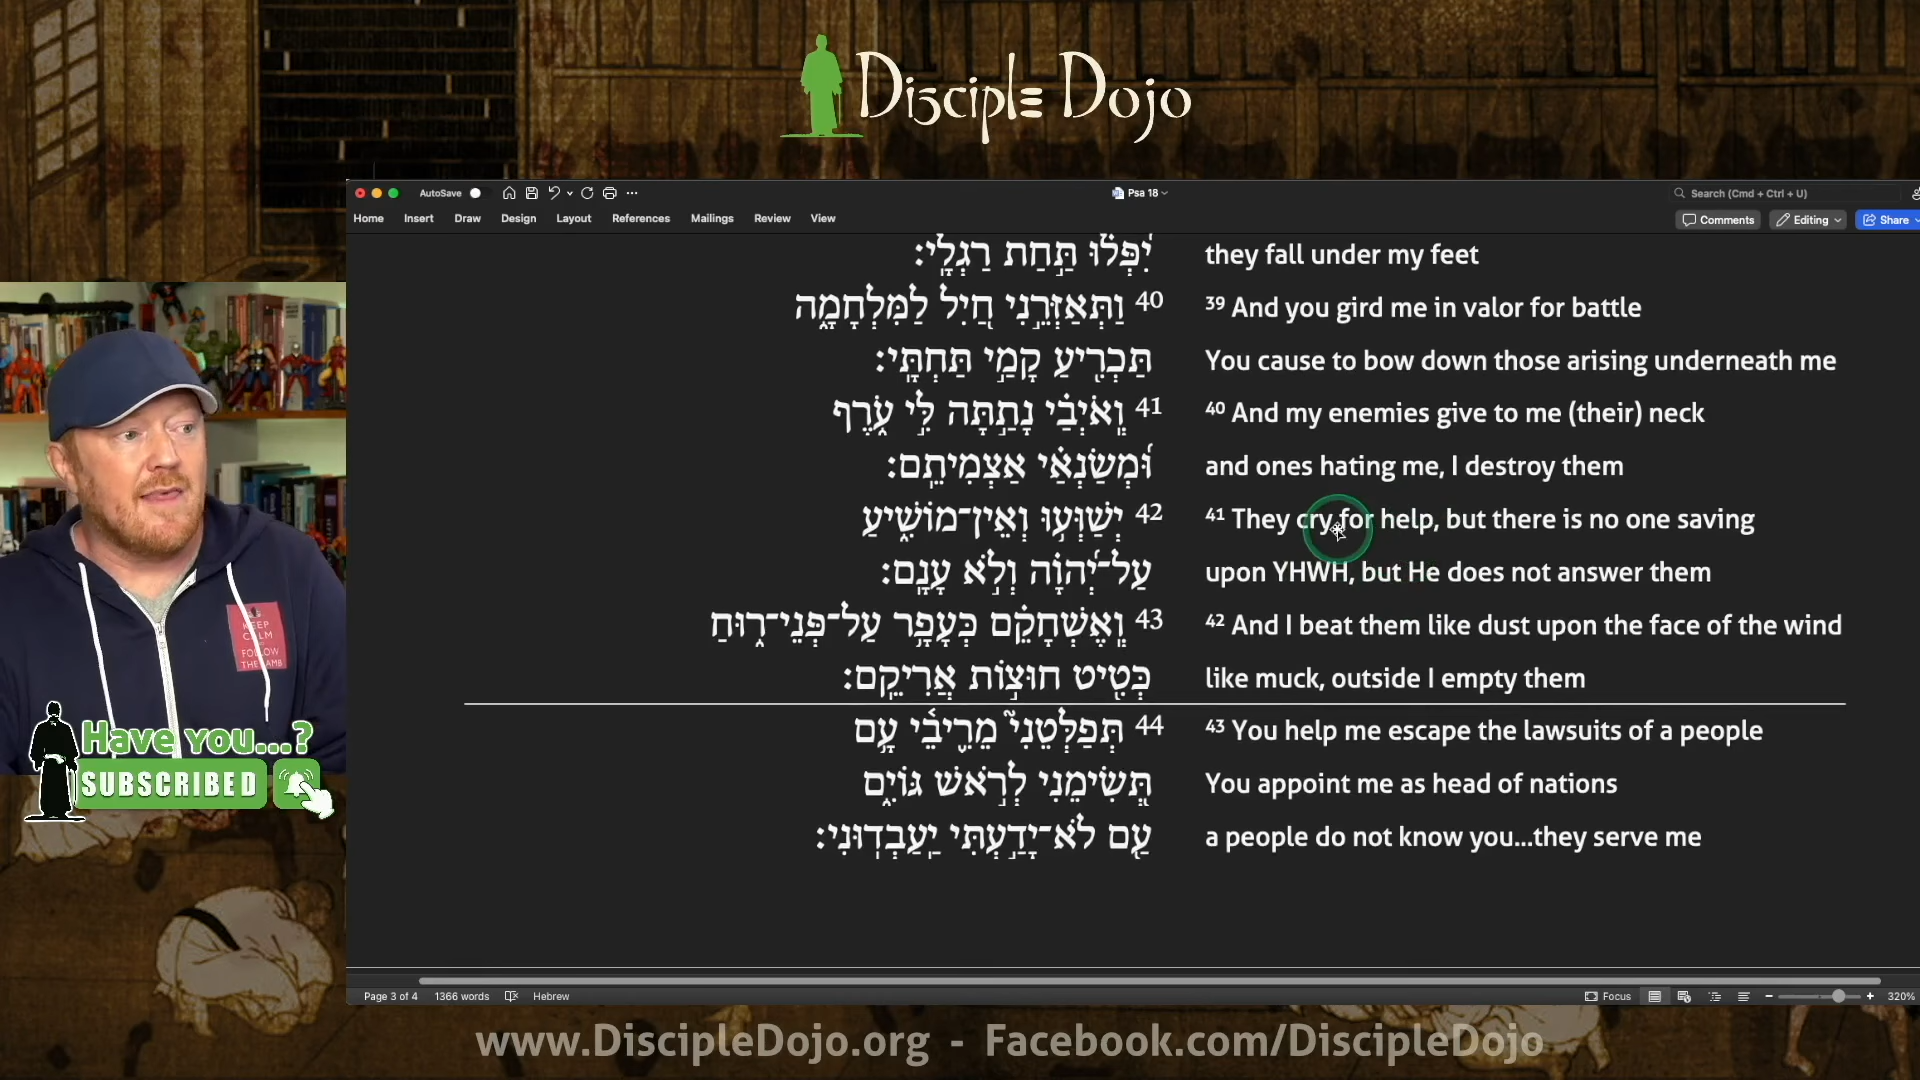 Disciple Dojo
AutoSave
Psa 18
Search (Cmd + Ctrl + U)
Home Insert Draw Design Layout References Mailings Review View
Comments Editing Share
יִ֝פְּל֗וּ תַּ֣חַת רַגְלָֽי׃
they fall under my feet
40 וַתְּאַזְּרֵ֣נִי חַ֭יִל לַמִּלְחָמָ֑ה
39 And you gird me in valor for battle
תַּכְרִ֖יעַ קָמַ֣י תַּחְתָּֽי׃
You cause to bow down those arising underneath me
41 וְֽאֹיְבַ֗י נָתַ֣תָּה לִּ֣י עֹ֑רֶף
40 And my enemies give to me (their) neck
וּ֝מְשַׂנְאַ֗י אַצְמִיתֵֽם׃
and ones hating me, I destroy them
42 יְשַׁוְּע֥וּ וְאֵין־מוֹשִׁ֑יעַ
41 They cry for help, but there is no one saving
עַל־יְ֝הוָ֗ה וְלֹ֣א עָנָֽם׃
upon YHWH, but He does not answer them
43 וְֽאֶשְׁחָקֵ֗ם כְּעָפָ֥ר עַל־פְּנֵי־ר֑וּחַ
42 And I beat them like dust upon the face of the wind
כְּטִ֖יט חוּצ֣וֹת אֲרִיקֵֽם׃
like muck, outside I empty them
44 תְּפַלְּטֵנִי֮ מֵרִ֪יבֵ֫י עָ֥ם
43 You help me escape the lawsuits of a people
תְּ֭שִׂימֵנִי לְרֹ֣אשׁ גּוֹיִ֑ם
You appoint me as head of nations
עַ֖ם לֹא־יָדַ֣עְתִּי יַֽעַבְדֽוּנִי׃
a people do not know you...they serve me
KEEP
CALM
FOLLOW
THE LAMB
Have you...?
SUBSCRIBED
Page 3 of 4 1366 words Hebrew
Focus 320%
www.DiscipleDojo.org - Facebook.com/DiscipleDojo